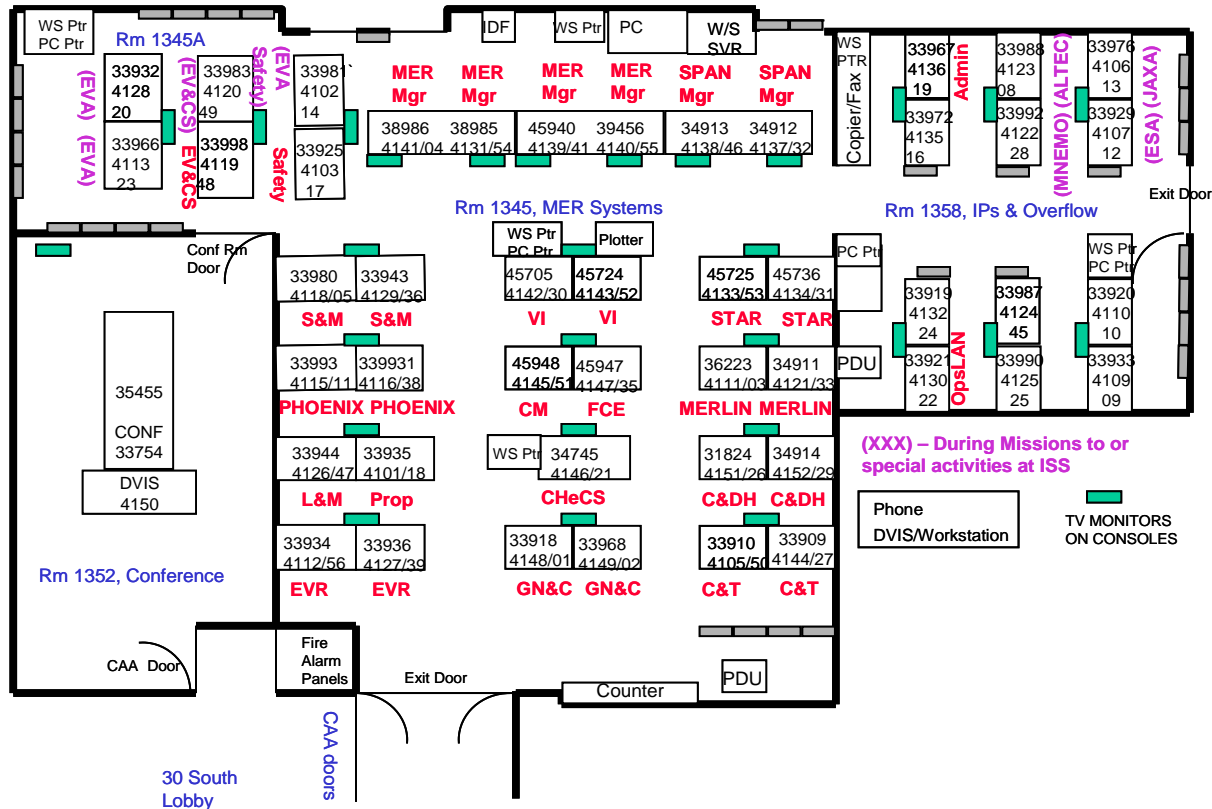 WS Ptr
PC Ptr
Rm 1345A
(EVA)
(EVA)
33932
4128
20
33966
4113
23
(EV&CS)
EV&CS
33983
4120
49
33998
4119
48
(EVA
Safety)
Safety
33981`
4102
14
33925
4103
17
IDF
WS Ptr
PC
W/S
SVR
MER
Mgr
MER
Mgr
MER
Mgr
MER
Mgr
SPAN
Mgr
SPAN
Mgr
38986
4141/04
38985
4131/54
45940
4139/41
39456
4140/55
34913
4138/46
34912
4137/32
WS
PTR
Copier/Fax
33967
4136
19
33972
4135
16
Admin
33988
4123
08
33992
4122
28
(MNEMO) (ALTEC)
33976
4106
13
33929
4107
12
(ESA) (JAXA)
Exit Door
Rm 1345, MER Systems
Rm 1358, IPs & Overflow
Conf Rm
Door
WS Ptr
PC Ptr
Plotter
PC Ptr
WS Ptr
PC Ptr
33980
4118/05
33943
4129/36
45705
4142/30
45724
4143/52
45725
4133/53
45736
4134/31
S&M
S&M
VI
VI
STAR
STAR
33919
4132
24
33921
4130
22
OpsLAN
33987
4124
45
33990
4125
25
33920
4110
10
33933
4109
09
33993
4115/11
339931
4116/38
45948
4145/51
45947
4147/35
36223
4111/03
34911
4121/33
PDU
PHOENIX
PHOENIX
CM
FCE
MERLIN
MERLIN
35455
CONF
33754
DVIS
4150
33944
4126/47
33935
4101/18
WS Ptr
34745
4146/21
31824
4151/26
34914
4152/29
L&M
Prop
CHeCS
C&DH
C&DH
(XXX) – During Missions to or
special activities at ISS
Phone
DVIS/Workstation
TV MONITORS
ON CONSOLES
33934
4112/56
33936
4127/39
33918
4148/01
33968
4149/02
33910
4105/50
33909
4144/27
EVR
EVR
GN&C
GN&C
C&T
C&T
Rm 1352, Conference
CAA Door
Fire
Alarm
Panels
Exit Door
Counter
PDU
CAA doors
30 South
Lobby